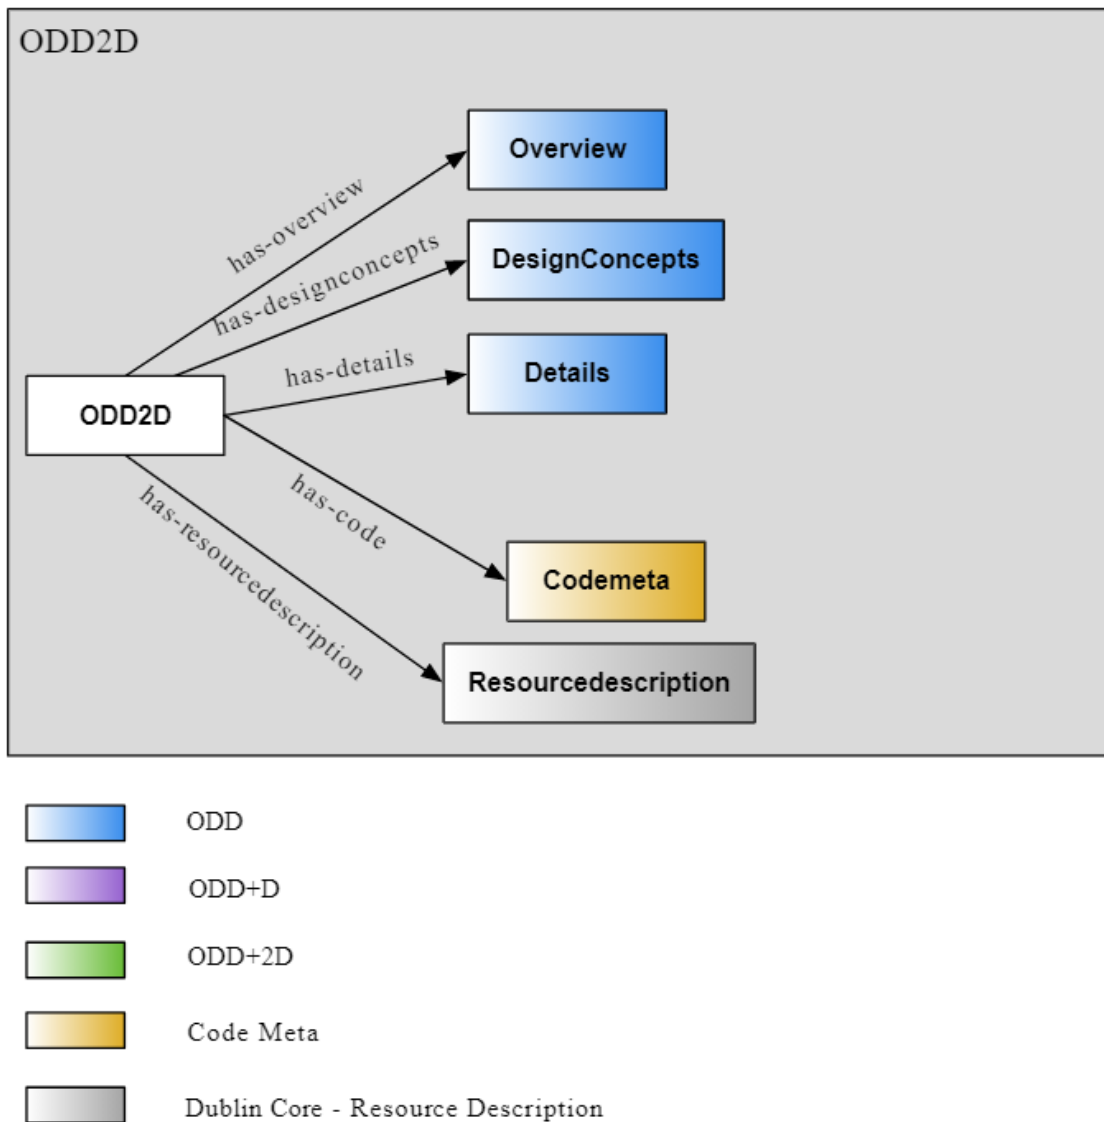 ODD2D
Overview
has-overview
DesignConcepts
has-designconcepts
Details
has-details
ODD2D
has-code
has-resourcedescription
Codemeta
Resourcedescription
ODD
ODD+D
ODD+2D
Code Meta
Dublin Core - Resource Description